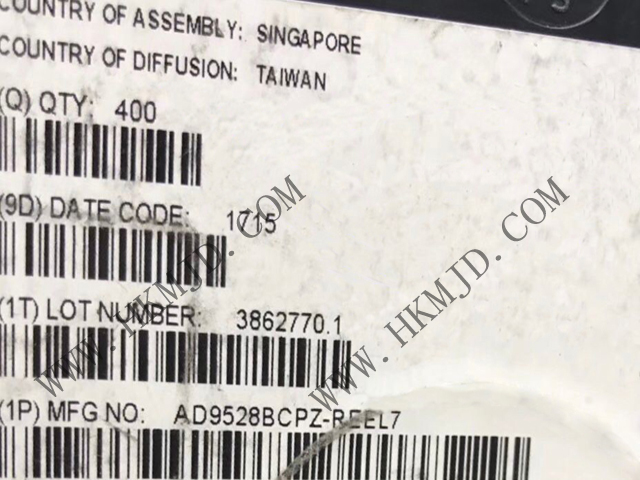 COUNTRY OF ASSEMBLY: SINGAPORE
COUNTRY OF DIFFUSION: TAIWAN
(Q) QTY: 400
(9D) DATE CODE: 1715
(1T) LOT NUMBER: 3862770.1
(1P) MFG NO: AD9528BCPZ-REEL7
WWW.HKMJD.COM
WWW.HKMJD.COM